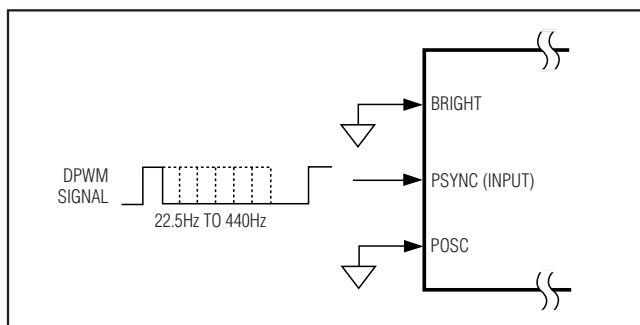 BRIGHT
DPWM
SIGNAL
PSYNC (INPUT)
22.5Hz TO 440Hz
POSC